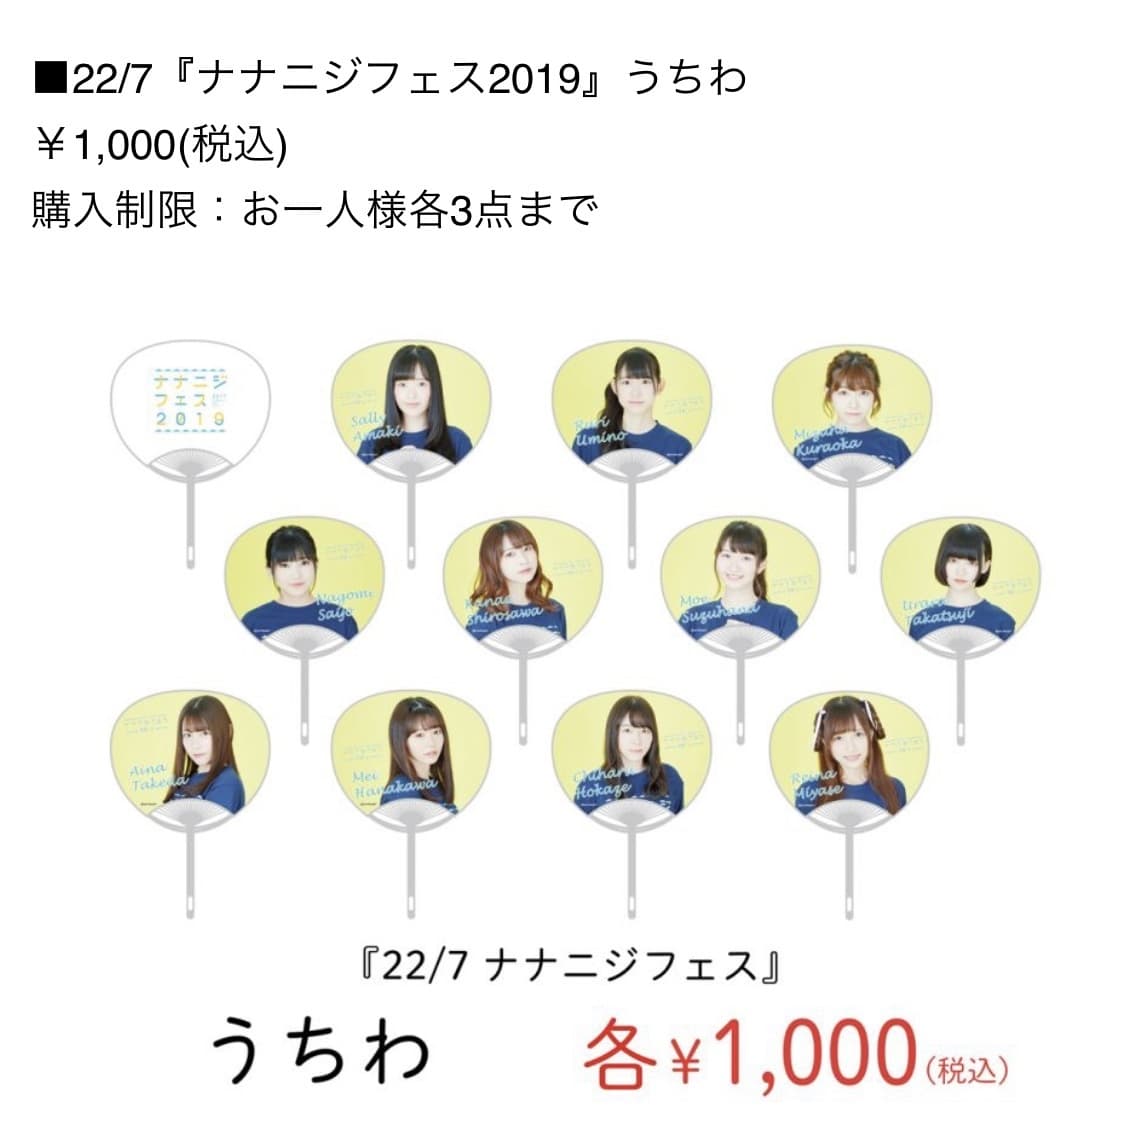 ■22/7『ナナニジフェス2019』うちわ
￥1,000(税込)
購入制限：お一人様各3点まで
ナナニジ
フェス
2019
Sally
Amaki
Ruri
Umino
Mizuha
Kuraoka
Nagomi
Saijo
Kanae
Shirosawa
Moe
Suzuhana
Urara
Takatsuji
Aina
Takeda
Mei
Hanakawa
Chiharu
Hokaze
Reina
Miyase
『22/7 ナナニジフェス』
うちわ 各￥1,000(税込)